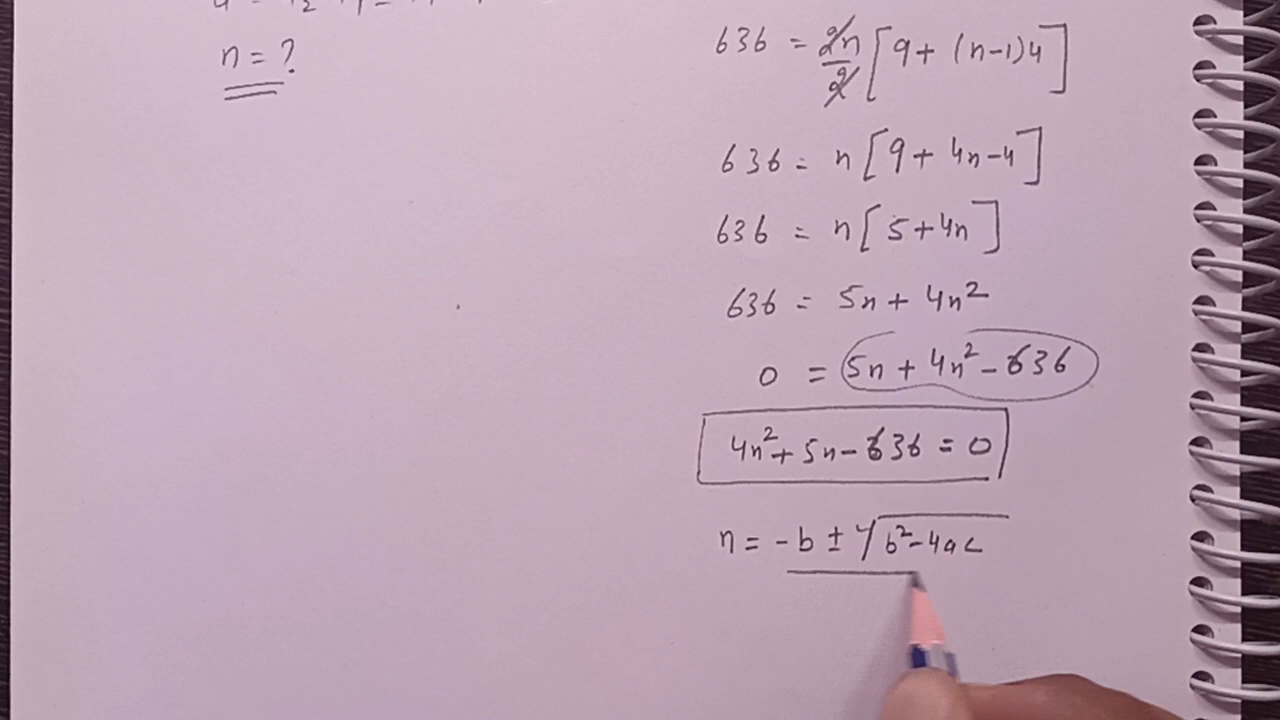 n = ?
636 = 2n/2 [9 + (n-1)4]
636 = n[9 + 4n-4]
636 = n[5+4n]
636 = 5n + 4n²
0 = 5n + 4n² - 636
4n² + 5n - 636 = 0
n = -b ± √b²-4ac